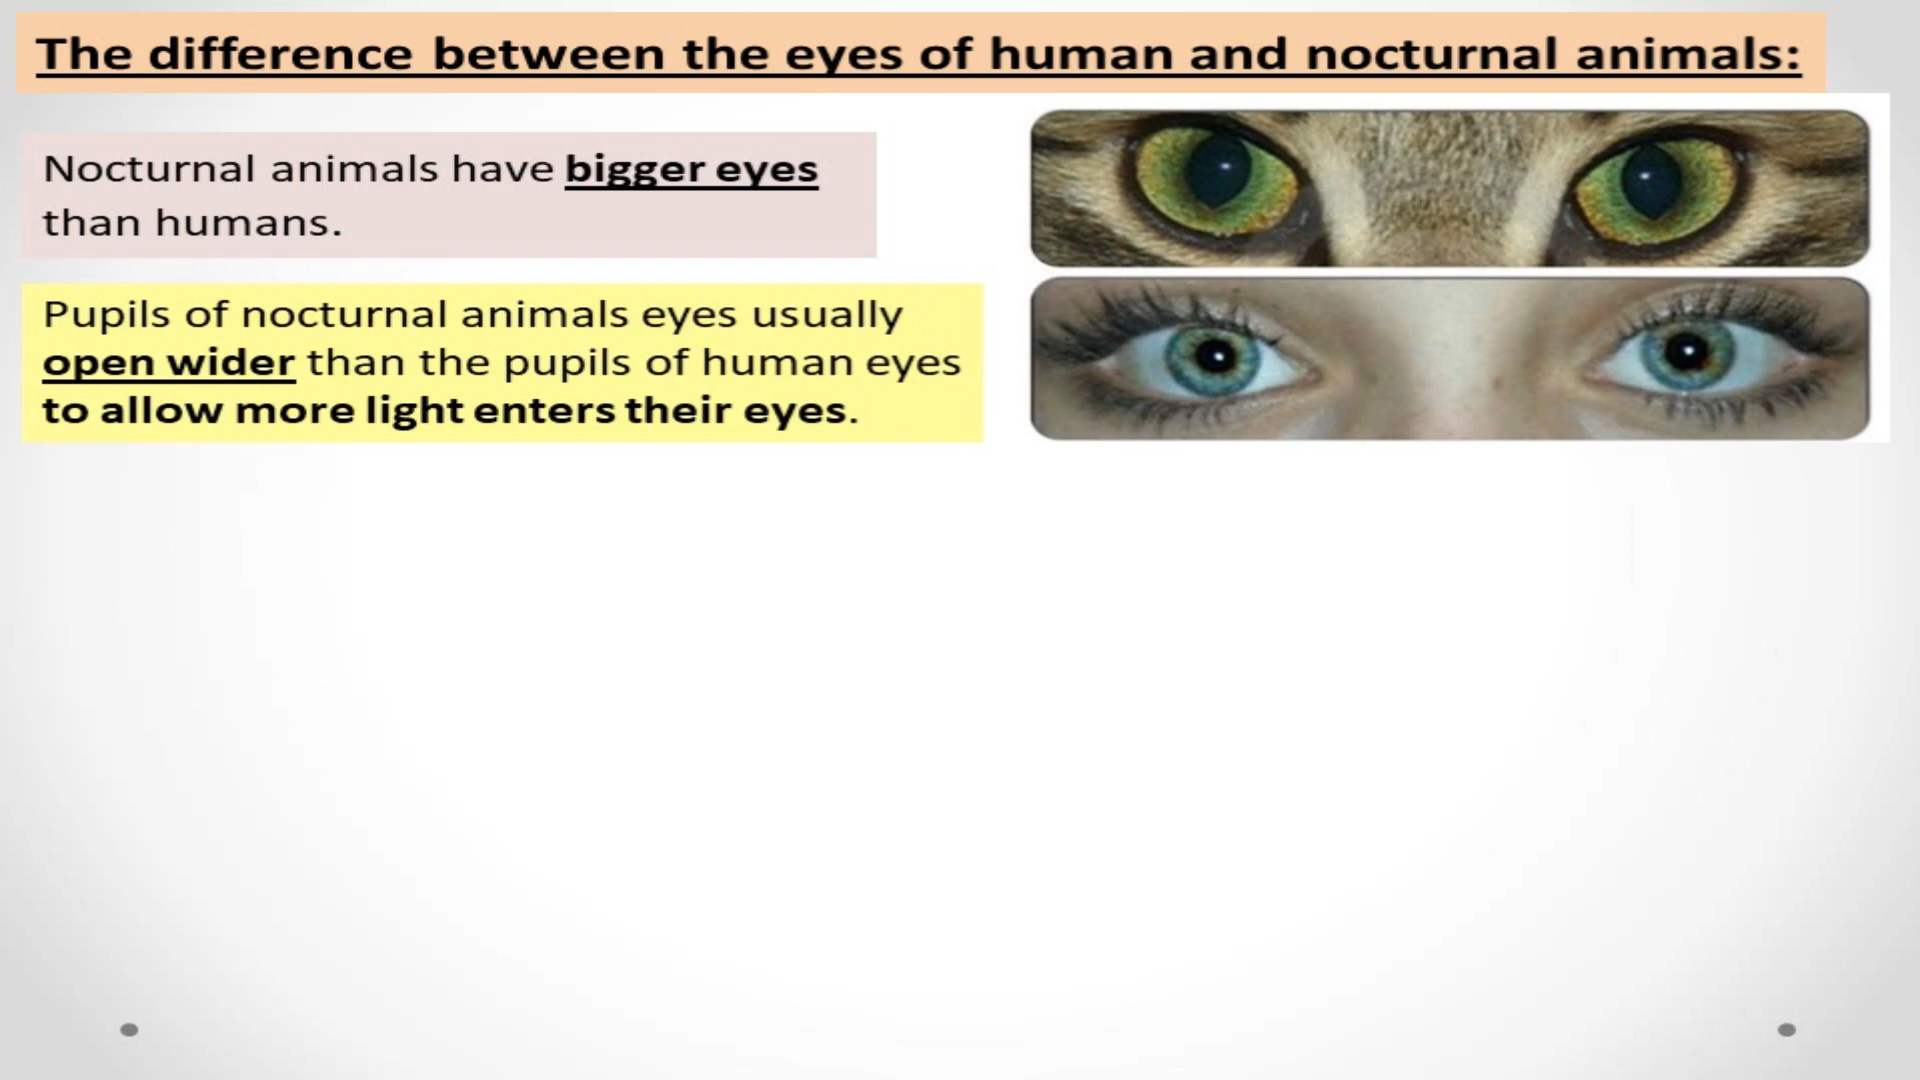 The difference between the eyes of human and nocturnal animals:
Nocturnal animals have bigger eyes
than humans.
Pupils of nocturnal animals eyes usually
open wider than the pupils of human eyes
to allow more light enters their eyes.